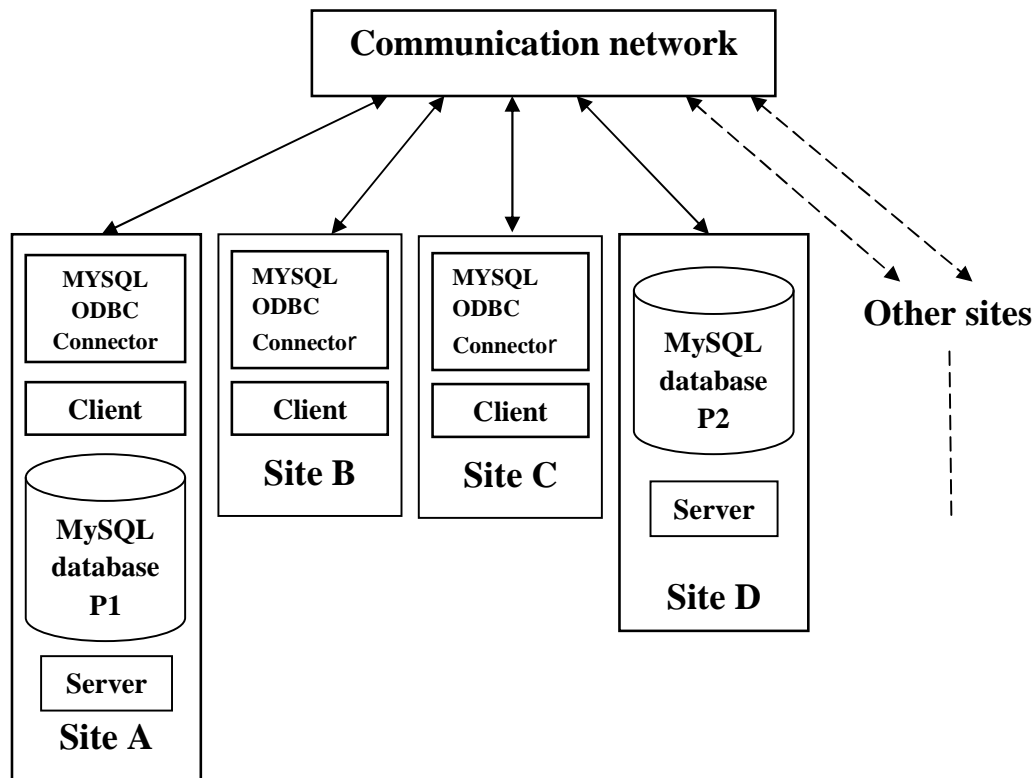 Communication network
MYSQL
ODBC
Connector
Client
MySQL
database
P1
Server
Site A
MYSQL
ODBC
Connector
Client
Site B
MYSQL
ODBC
Connector
Client
Site C
MySQL
database
P2
Server
Site D
Other sites